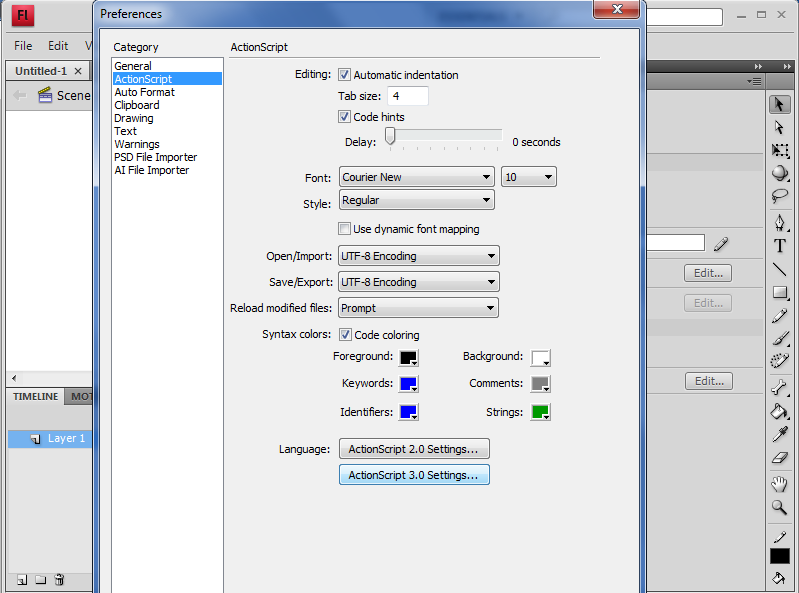 Fl
Preferences
File Edit V
Untitled-1
Scene
Category
General
ActionScript
Auto Format
Clipboard
Drawing
Text
Warnings
PSD File Importer
AI File Importer
ActionScript
Editing: Automatic indentation
Tab size: 4
Code hints
Delay: 0 seconds
Font: Courier New 10
Style: Regular
Use dynamic font mapping
Open/Import: UTF-8 Encoding
Save/Export: UTF-8 Encoding
Reload modified files: Prompt
Syntax colors: Code coloring
Foreground: Background:
Keywords: Comments:
Identifiers: Strings:
Language: ActionScript 2.0 Settings...
ActionScript 3.0 Settings...
Edit...
Edit...
Edit...
TIMELINE MOT
Layer 1
T